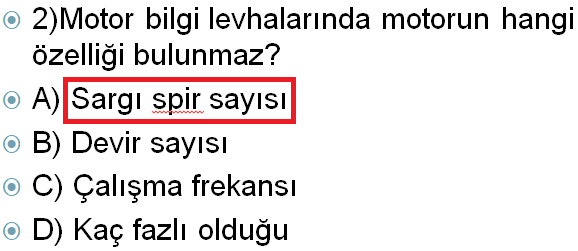 2)Motor bilgi levhalarında motorun hangi
özelliği bulunmaz?
A) Sargı spir sayısı
B) Devir sayısı
C) Çalışma frekansı
D) Kaç fazlı olduğu